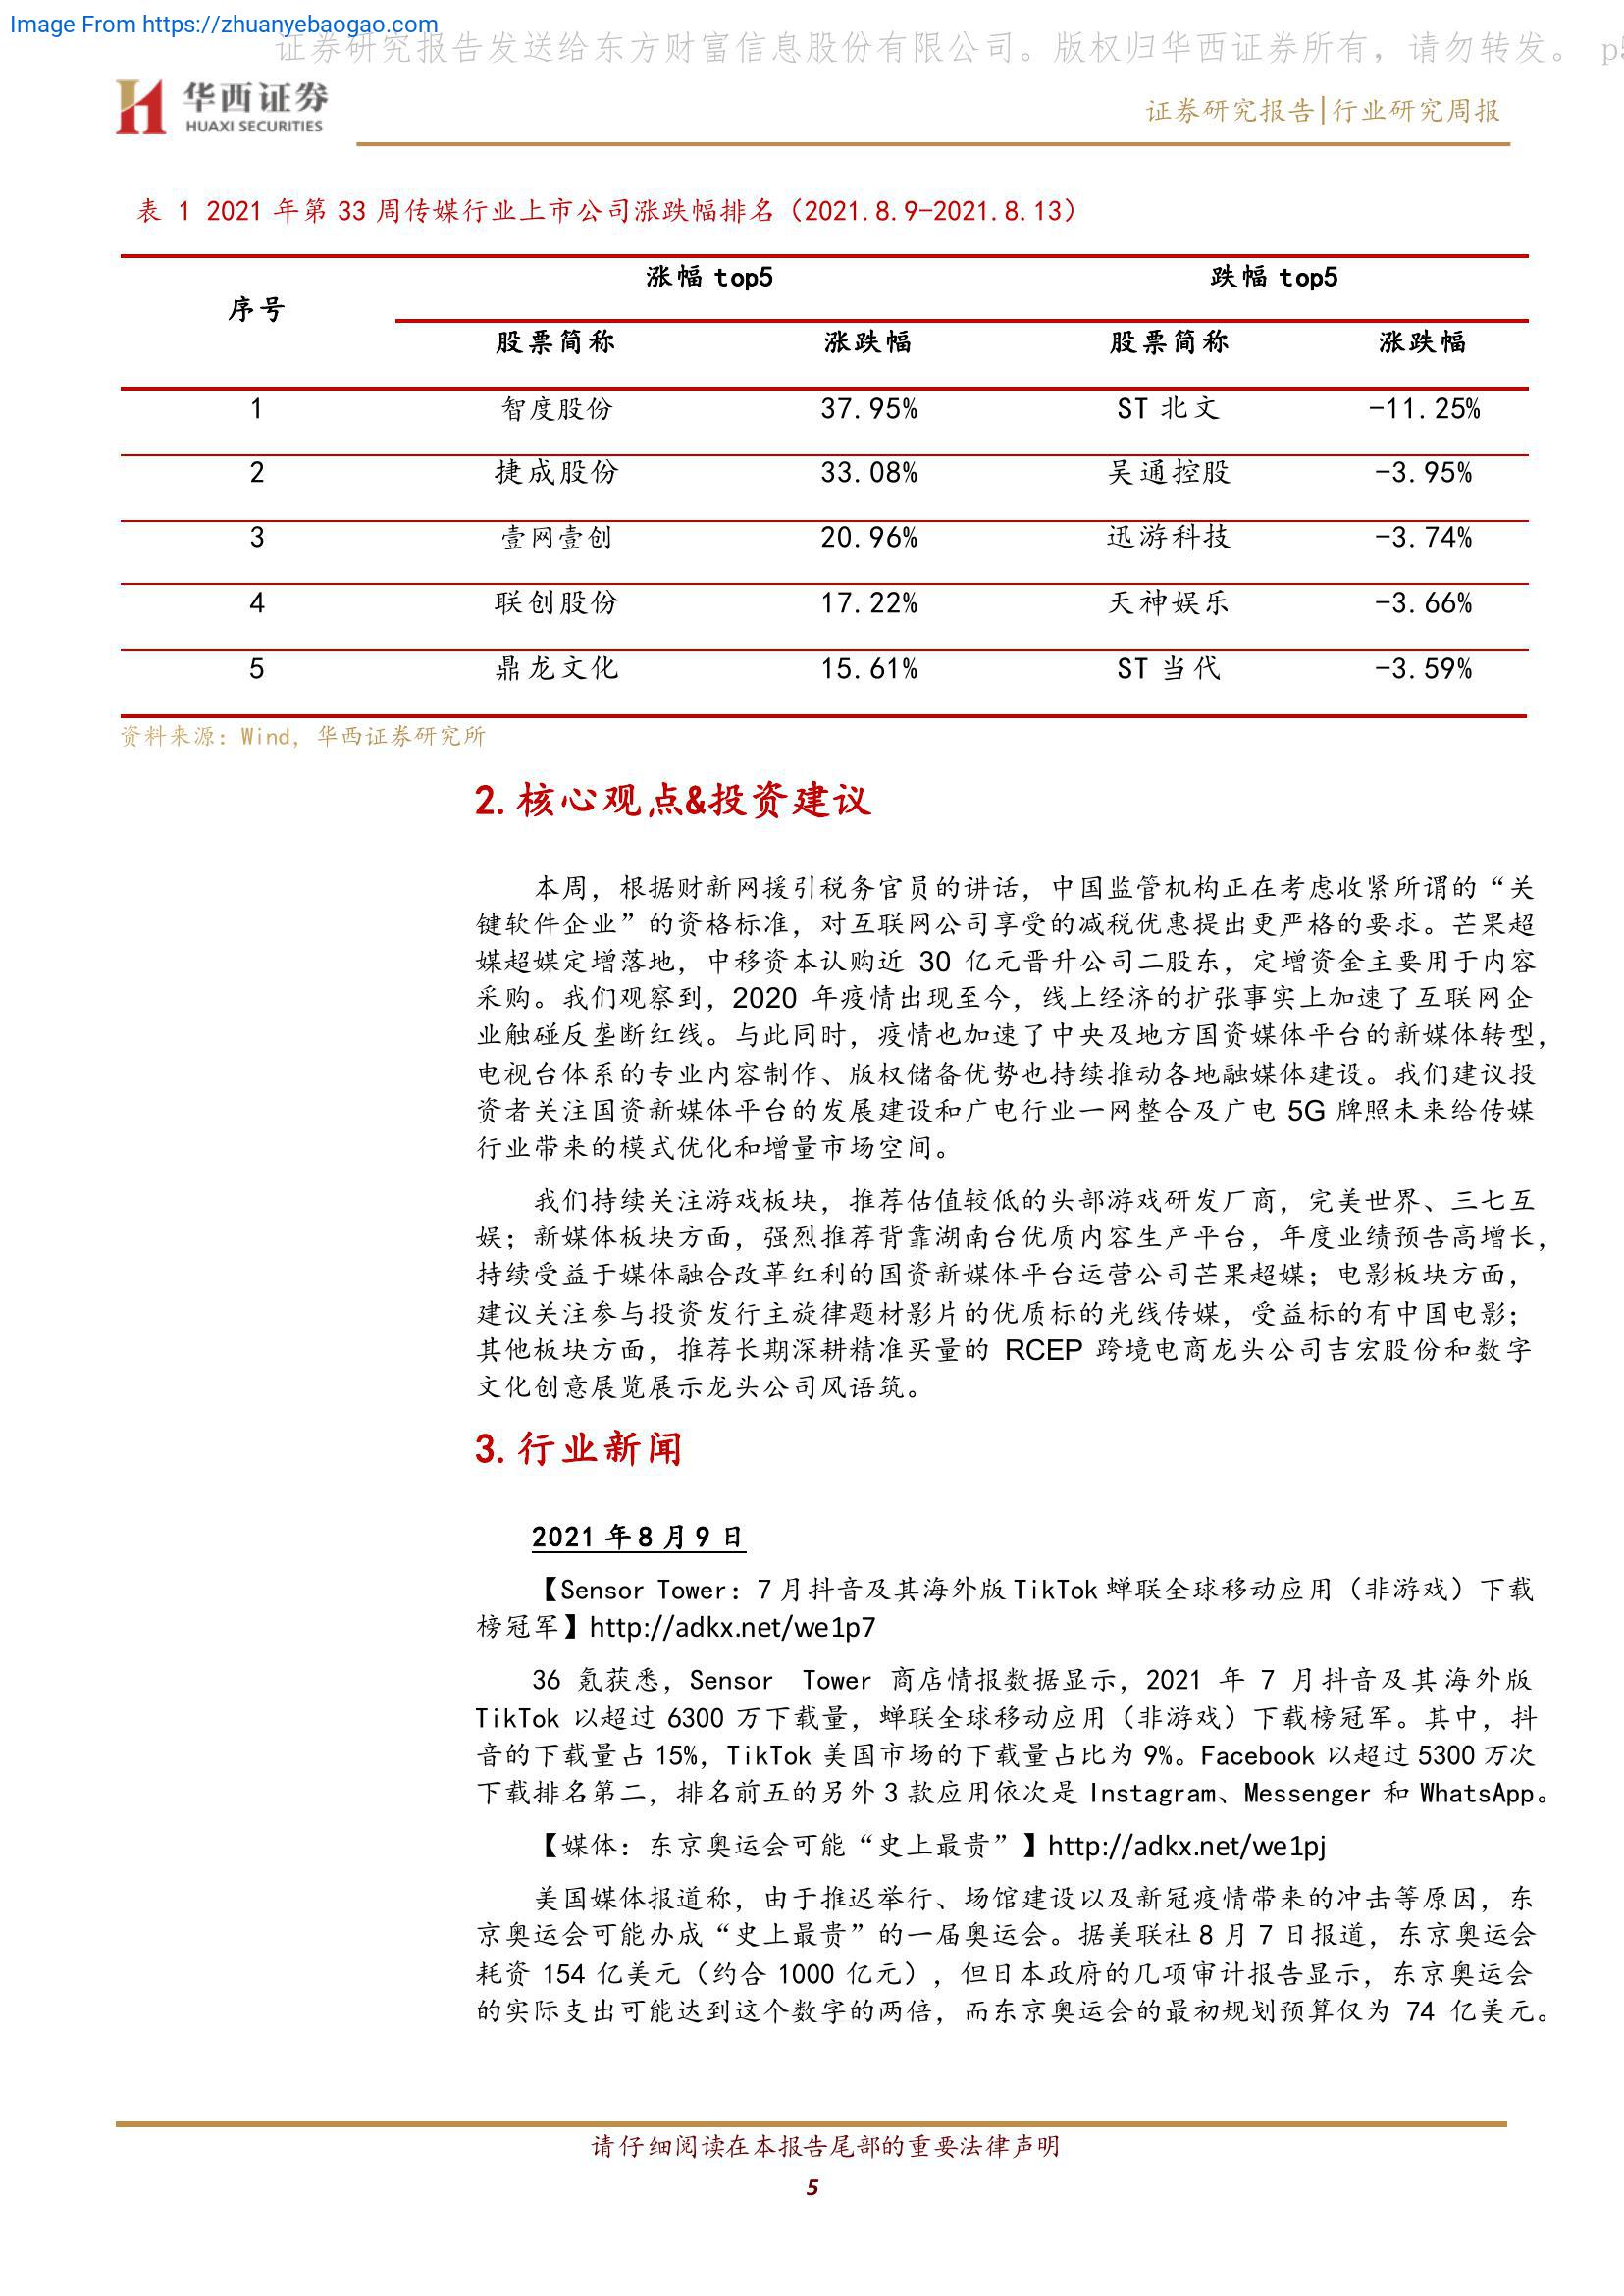 Image From https://zhuanyebaogao.com
证券研究报告发送给东方财富信息股份有限公司。版权归华西证券所有，请勿转发。 p5
华西证券
HUAXI SECURITIES
证券研究报告|行业研究周报
表 1 2021 年第 33 周传媒行业上市公司涨跌幅排名（2021.8.9-2021.8.13）
序号 涨幅 top5 跌幅 top5
股票简称 涨跌幅 股票简称 涨跌幅
1 智度股份 37.95% ST 北文 -11.25%
2 捷成股份 33.08% 吴通控股 -3.95%
3 壹网壹创 20.96% 迅游科技 -3.74%
4 联创股份 17.22% 天神娱乐 -3.66%
5 鼎龙文化 15.61% ST 当代 -3.59%
资料来源：Wind，华西证券研究所
2.核心观点&投资建议
本周，根据财新网援引税务官员的讲话，中国监管机构正在考虑收紧所谓的“关
键软件企业”的资格标准，对互联网公司享受的减税优惠提出更严格的要求。芒果超
媒超媒定增落地，中移资本认购近 30 亿元晋升公司二股东，定增资金主要用于内容
采购。我们观察到，2020 年疫情出现至今，线上经济的扩张事实上加速了互联网企
业触碰反垄断红线。与此同时，疫情也加速了中央及地方国资媒体平台的新媒体转型，
电视台体系的专业内容制作、版权储备优势也持续推动各地融媒体建设。我们建议投
资者关注国资新媒体平台的发展建设和广电行业一网整合及广电 5G 牌照未来给传媒
行业带来的模式优化和增量市场空间。
我们持续关注游戏板块，推荐估值较低的头部游戏研发厂商，完美世界、三七互
娱；新媒体板块方面，强烈推荐背靠湖南台优质内容生产平台，年度业绩预告高增长，
持续受益于媒体融合改革红利的国资新媒体平台运营公司芒果超媒；电影板块方面，
建议关注参与投资发行主旋律题材影片的优质标的光线传媒，受益标的有中国电影；
其他板块方面，推荐长期深耕精准买量的 RCEP 跨境电商龙头公司吉宏股份和数字
文化创意展览展示龙头公司风语筑。
3.行业新闻
2021 年 8 月 9 日
【Sensor Tower：7 月抖音及其海外版 TikTok 蝉联全球移动应用（非游戏）下载
榜冠军】http://adkx.net/we1p7
36 氪获悉，Sensor Tower 商店情报数据显示，2021 年 7 月抖音及其海外版
TikTok 以超过 6300 万下载量，蝉联全球移动应用（非游戏）下载榜冠军。其中，抖
音的下载量占 15%，TikTok 美国市场的下载量占比为 9%。Facebook 以超过 5300 万次
下载排名第二，排名前五的另外 3 款应用依次是 Instagram、Messenger 和 WhatsApp。
【媒体：东京奥运会可能“史上最贵”】http://adkx.net/we1pj
美国媒体报道称，由于推迟举行、场馆建设以及新冠疫情带来的冲击等原因，东
京奥运会可能办成“史上最贵”的一届奥运会。据美联社 8 月 7 日报道，东京奥运会
耗资 154 亿美元（约合 1000 亿元），但日本政府的几项审计报告显示，东京奥运会
的实际支出可能达到这个数字的两倍，而东京奥运会的最初规划预算仅为 74 亿美元。
请仔细阅读在本报告尾部的重要法律声明
5